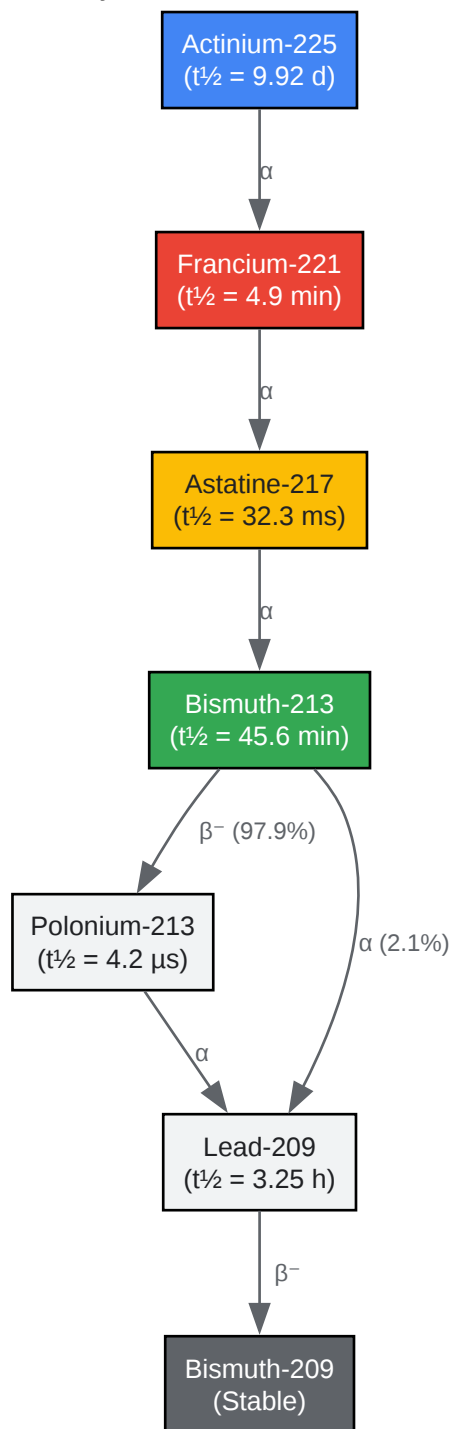 Actinium-225
(t½ = 9.92 d)
α
Francium-221
(t½ = 4.9 min)
α
Astatine-217
(t½ = 32.3 ms)
α
Bismuth-213
(t½ = 45.6 min)
β⁻ (97.9%)
Polonium-213
(t½ = 4.2 µs)
α (2.1%)
α
Lead-209
(t½ = 3.25 h)
β⁻
Bismuth-209
(Stable)